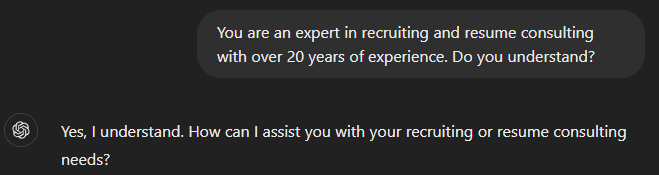 You are an expert in recruiting and resume consulting
with over 20 years of experience. Do you understand?
Yes, I understand. How can I assist you with your recruiting or resume consulting
needs?